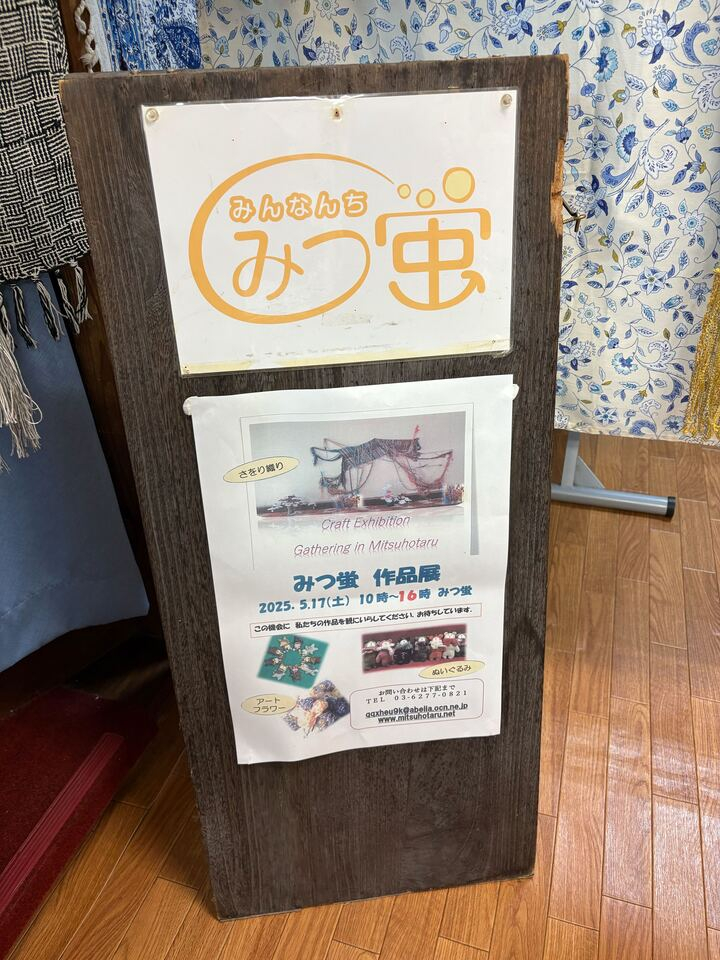 みんなんち
みつ蛍
さをり織り
Craft Exhibition
Gathering in Mitsuhotaru
みつ蛍 作品展
2025. 5.17(土) 10時~16時 みつ蛍
この機会に 私たちの作品を観にいらしてください。お待ちしています。
ぬいぐるみ
アート
フラワー
お問い合わせは下記まで
TEL 03-6277-0821
gqxheu9k@abelia.ocn.ne.jp
www.mitsuhotaru.net